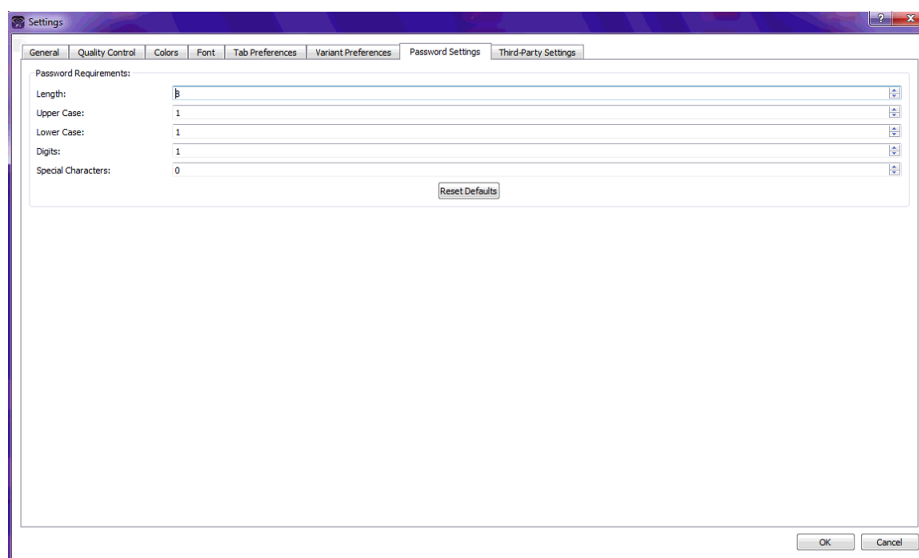 Settings
?
X
General Quality Control Colors Font Tab Preferences Variant Preferences Password Settings Third-Party Settings
Password Requirements:
Length: 8
Upper Case: 1
Lower Case: 1
Digits: 1
Special Characters: 0
Reset Defaults
OK Cancel